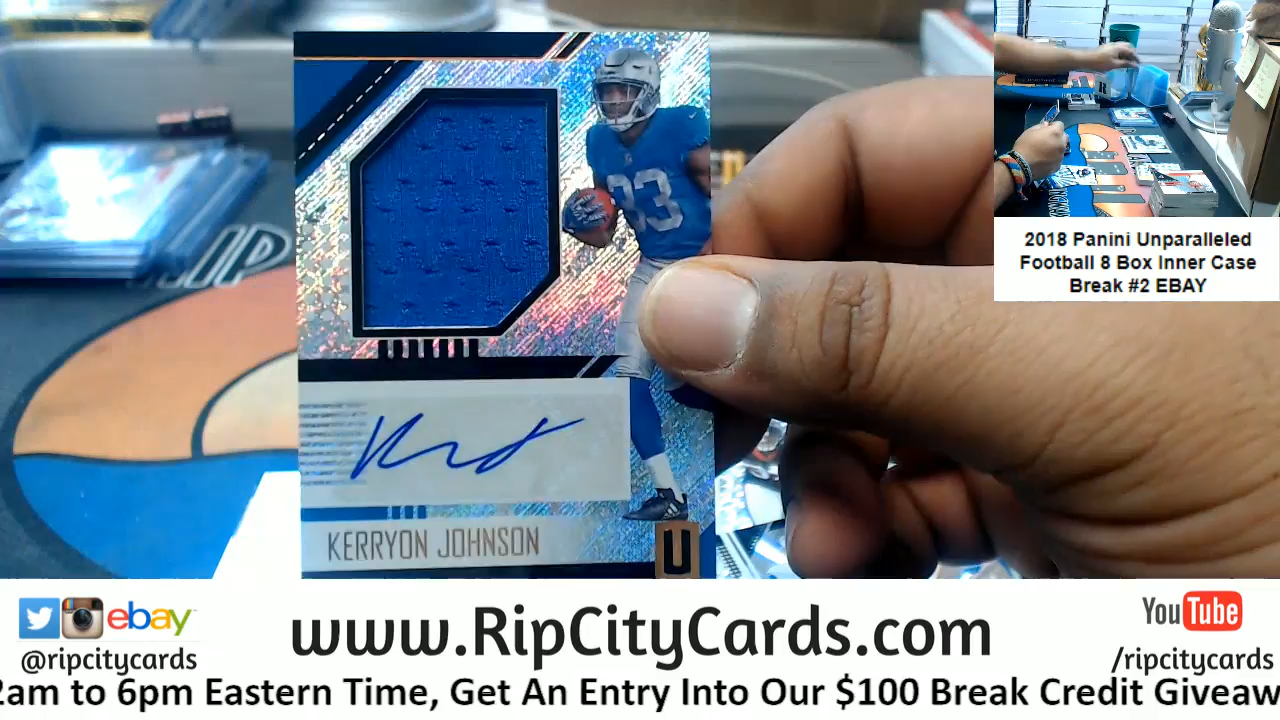 33
KERRYON JOHNSON
U
2018 Panini Unparalleled
Football 8 Box Inner Case
Break #2 EBAY
ebay
@ripcitycards
www.RipCityCards.com
YouTube
/ripcitycards
2am to 6pm Eastern Time, Get An Entry Into Our $100 Break Credit Giveaw